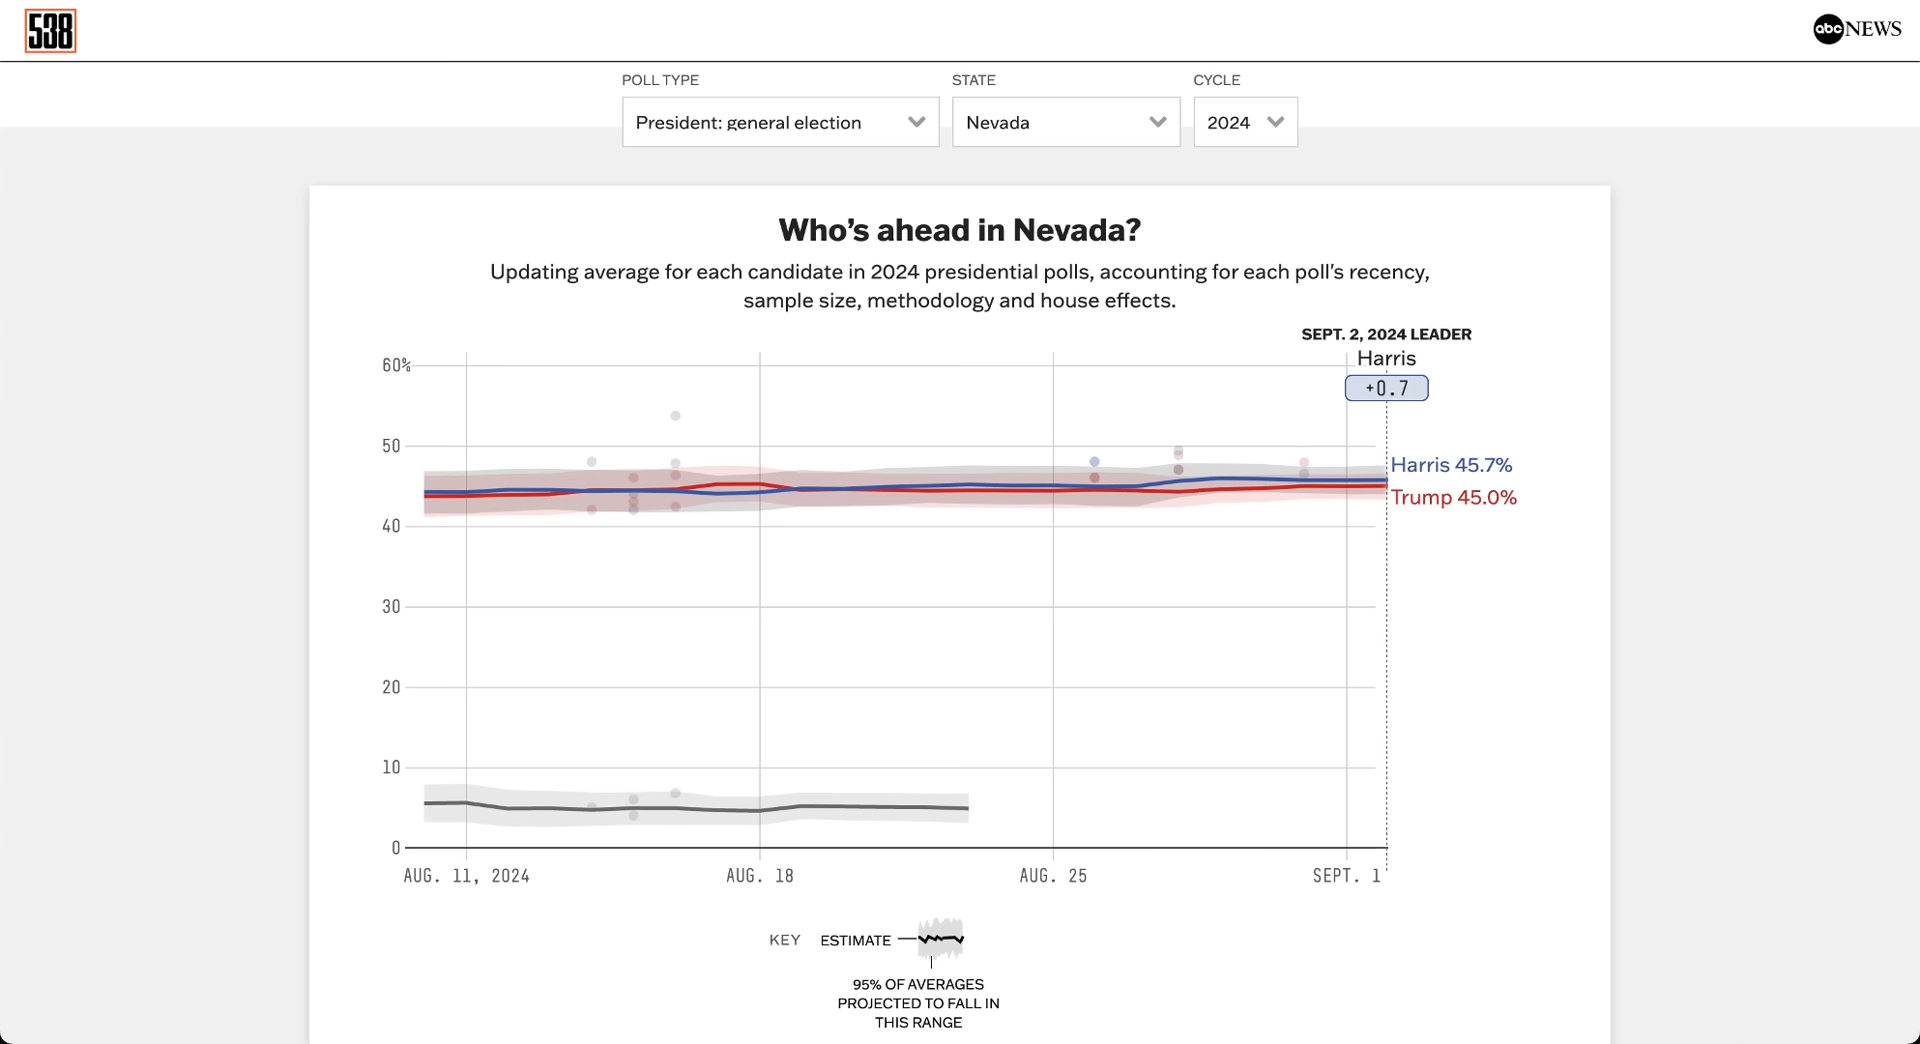 538
abc NEWS
POLL TYPE
STATE
CYCLE
President: general election
Nevada
2024
Who's ahead in Nevada?
Updating average for each candidate in 2024 presidential polls, accounting for each poll's recency,
sample size, methodology and house effects.
SEPT. 2, 2024 LEADER
Harris
+0.7
60%
50
40
30
20
10
0
Harris 45.7%
Trump 45.0%
AUG. 11, 2024
AUG. 18
AUG. 25
SEPT. 1
KEY
ESTIMATE
95% OF AVERAGES
PROJECTED TO FALL IN
THIS RANGE